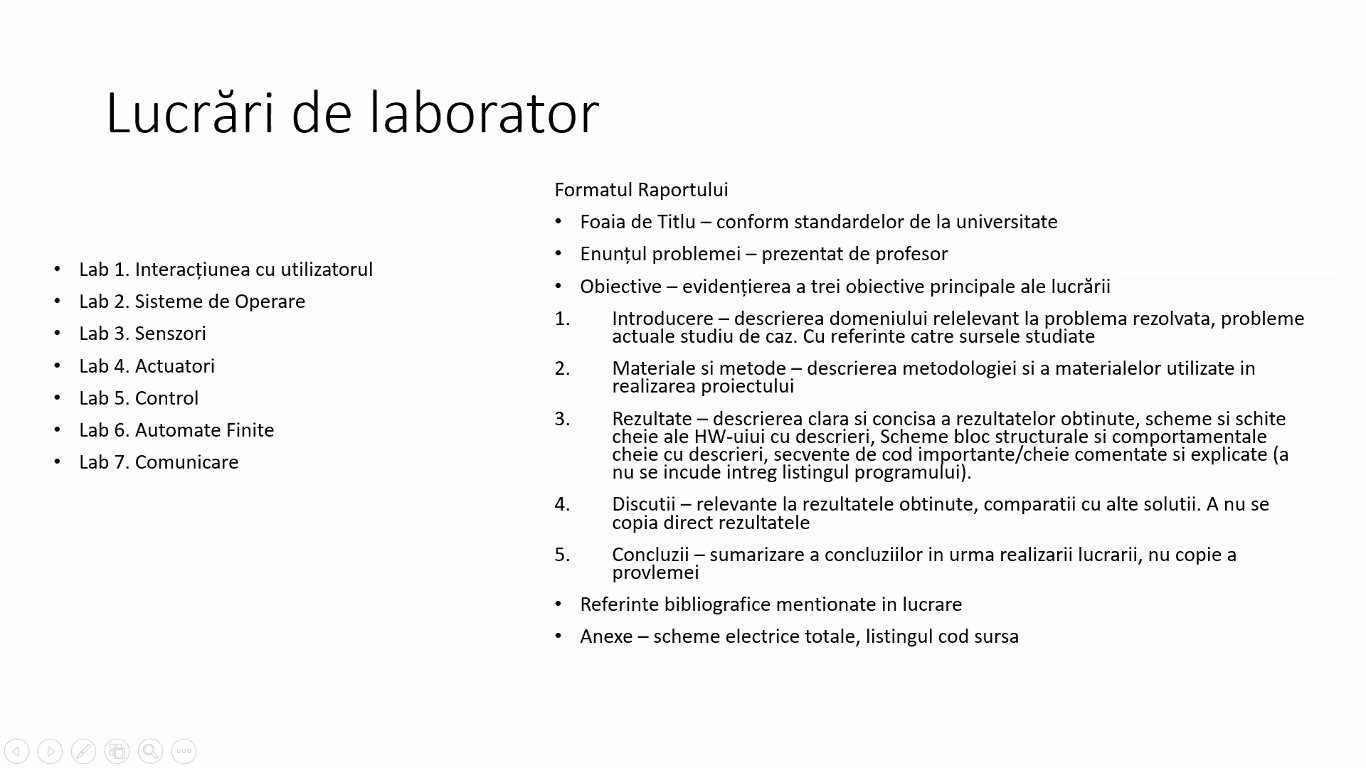 Lucrări de laborator
• Lab 1. Interacțiunea cu utilizatorul
• Lab 2. Sisteme de Operare
• Lab 3. Senszori
• Lab 4. Actuatori
• Lab 5. Control
• Lab 6. Automate Finite
• Lab 7. Comunicare
Formatul Raportului
• Foaia de Titlu – conform standardelor de la universitate
• Enunțul problemei – prezentat de profesor
• Obiective – evidențierea a trei obiective principale ale lucrării
1. Introducere – descrierea domeniului relelevant la problema rezolvata, probleme
actuale studiu de caz. Cu referinte catre sursele studiate
2. Materiale si metode – descrierea metodologiei si a materialelor utilizate in
realizarea proiectului
3. Rezultate – descrierea clara si concisa a rezultatelor obtinute, scheme si schite
cheie ale HW-uiui cu descrieri, Scheme bloc structurale si comportamentale
cheie cu descrieri, secvente de cod importante/cheie comentate si explicate (a
nu se incude intreg listingul programului).
4. Discutii – relevante la rezultatele obtinute, comparatii cu alte solutii. A nu se
copia direct rezultatele
5. Concluzii – sumarizare a concluziilor in urma realizarii lucrarii, nu copie a
provlemei
• Referinte bibliografice mentionate in lucrare
• Anexe – scheme electrice totale, listingul cod sursa